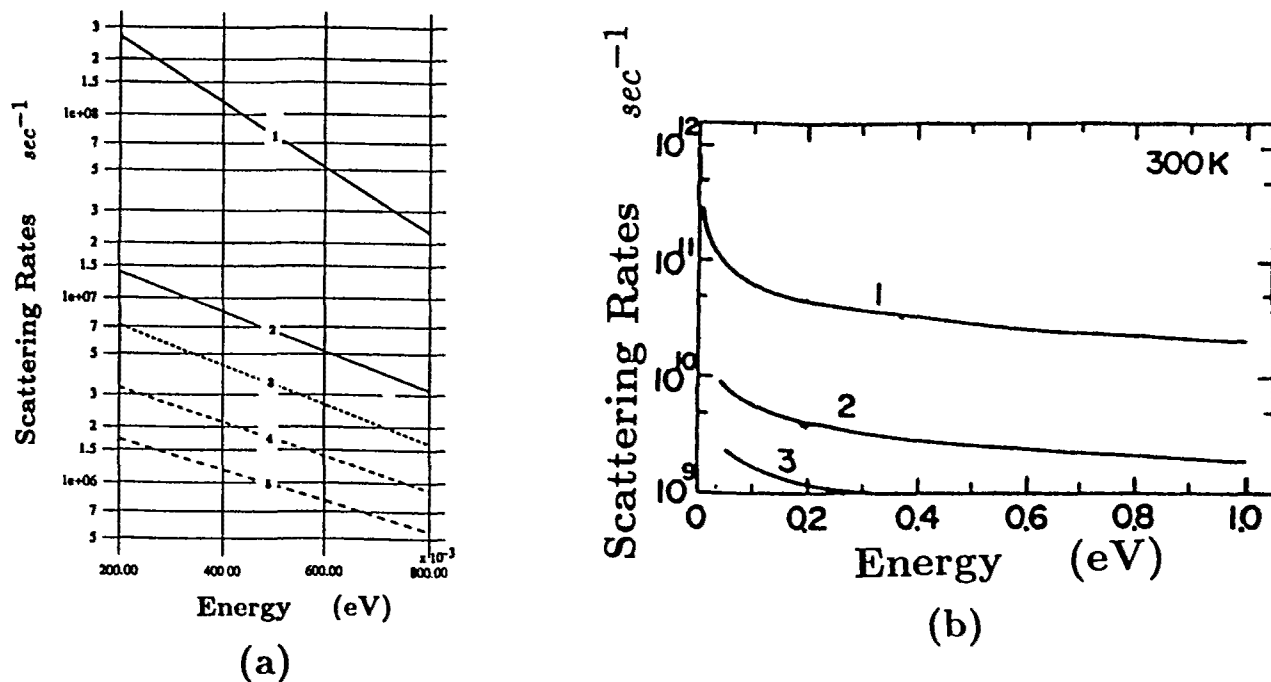 Scattering Rates sec⁻¹
3
2
1.5
1e+08
7
5
3
2
1.5
1e+07
7
5
3
2
1.5
1e+06
7
5
1
2
3
4
5
x 10⁻³
200.00 400.00 600.00 800.00
Energy (eV)
(a)
Scattering Rates sec⁻¹
10¹²
10¹¹
10¹⁰
10⁹
300K
1
2
3
0 0.2 0.4 0.6 0.8 1.0
Energy (eV)
(b)